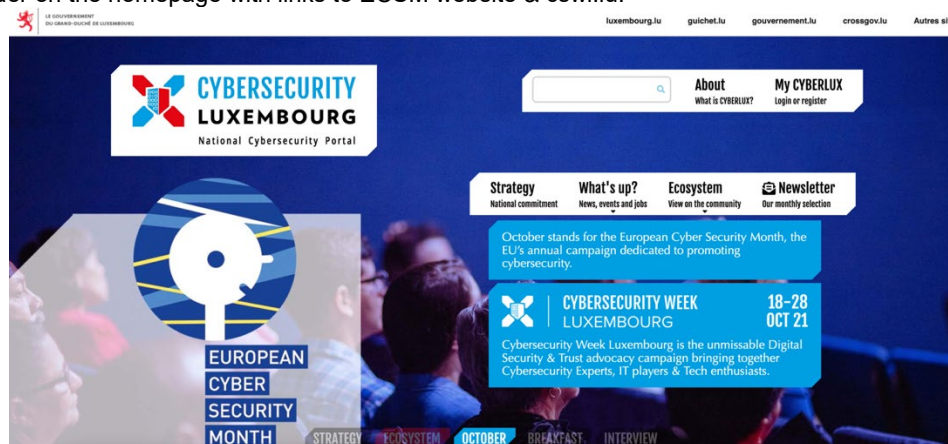 LE GOUVERNEMENT
DU GRAND-DUCHÉ DE LUXEMBOURG
luxembourg.lu guichet.lu gouvernement.lu crossgov.lu Autres si
CYBERSECURITY
LUXEMBOURG
National Cybersecurity Portal
About
What is CYBERLUX?
My CYBERLUX
Login or register
Strategy
National commitment
What's up?
News, events and jobs
Ecosystem
View on the community
Newsletter
Our monthly selection
October stands for the European Cyber Security Month, the
EU's annual campaign dedicated to promoting
cybersecurity.
CYBERSECURITY WEEK
LUXEMBOURG
18-28
OCT 21
Cybersecurity Week Luxembourg is the unmissable Digital
Security & Trust advocacy campaign bringing together
Cybersecurity Experts, IT players & Tech enthusiasts.
EUROPEAN
CYBER
SECURITY
MONTH
STRATEGY ECOSYSTEM OCTOBER BREAKFAST INTERVIEW